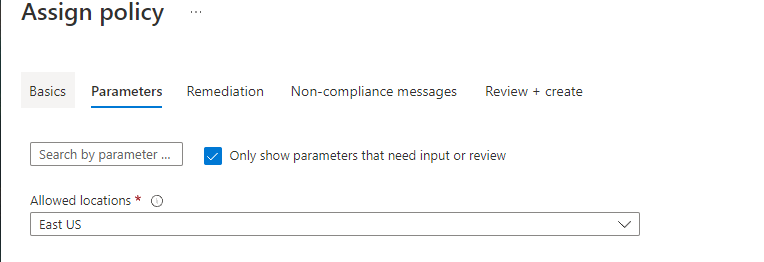 Assign policy ...
Basics Parameters Remediation Non-compliance messages Review + create
Search by parameter ... Only show parameters that need input or review
Allowed locations *
East US